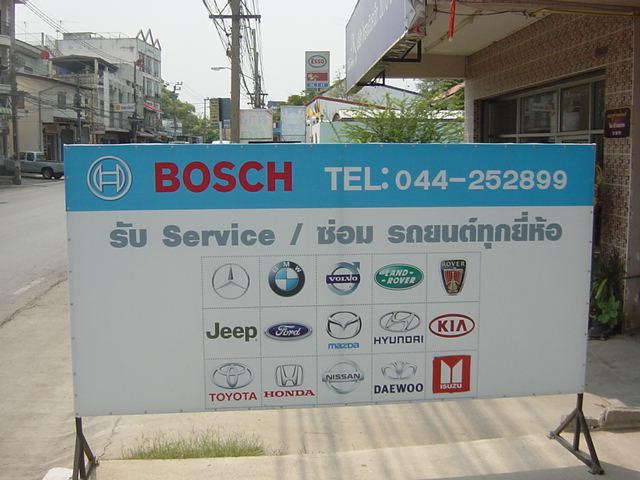 Esso
BOSCH TEL: 044-252899
รับ Service / ซ่อม รถยนต์ทุกยี่ห้อ
BMW VOLVO LAND-ROVER ROVER
Jeep Ford mazda HYUNDAI KIA
TOYOTA HONDA NISSAN DAEWOO ISUZU